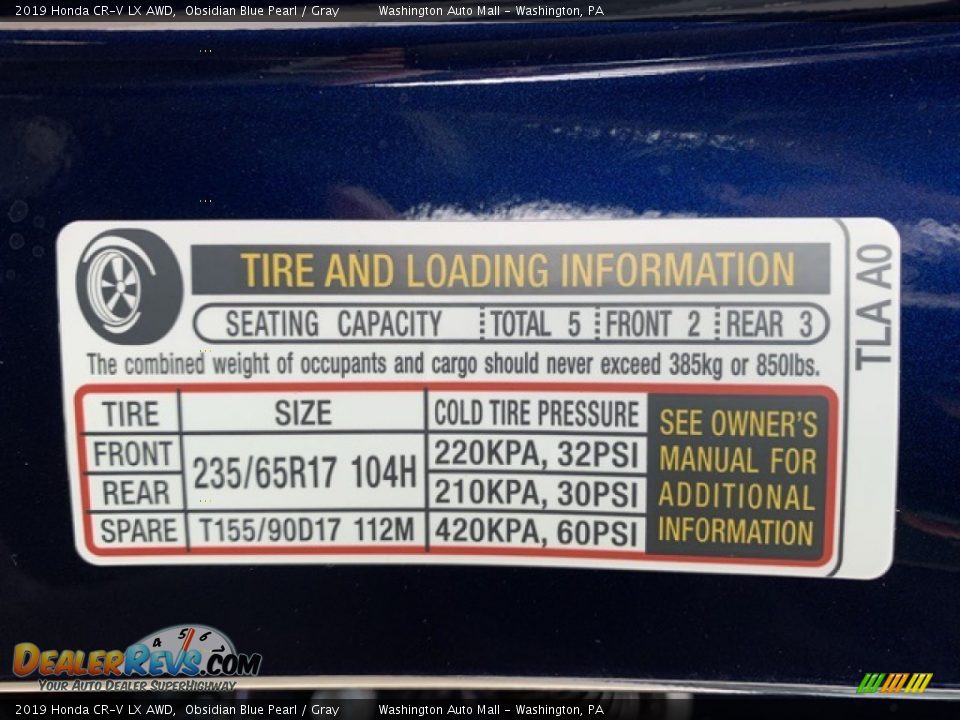 2019 Honda CR-V LX AWD, Obsidian Blue Pearl / Gray Washington Auto Mall - Washington, PA
TIRE AND LOADING INFORMATION
SEATING CAPACITY TOTAL 5 FRONT 2 REAR 3
The combined weight of occupants and cargo should never exceed 385kg or 850lbs.
TLA A0
TIRE SIZE COLD TIRE PRESSURE
FRONT 235/65R17 104H 220KPA, 32PSI
REAR 210KPA, 30PSI
SPARE T155/90D17 112M 420KPA, 60PSI
SEE OWNER'S
MANUAL FOR
ADDITIONAL
INFORMATION
4 5 6
DEALERREVS.COM
YOUR AUTO DEALER SUPERHIGHWAY
2019 Honda CR-V LX AWD, Obsidian Blue Pearl / Gray Washington Auto Mall - Washington, PA